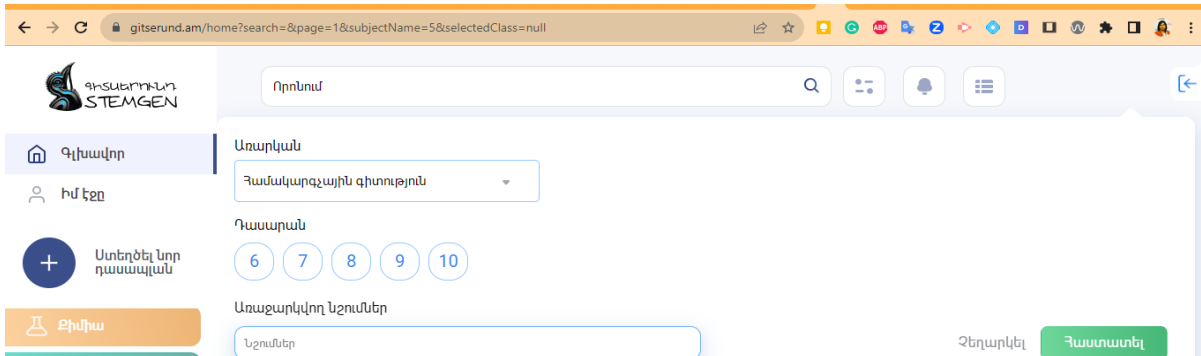 gitserund.am/home?search=&page=1&subjectName=5&selectedClass=null
ԳԻՏՍԵՐՈՒՆԴ
STEMGEN
Որոնում
Գլխավոր
Իմ էջը
Ստեղծել նոր
դասապլան
Քիմիա
Առարկան
Համակարգչային գիտություն
Դասարան
6 7 8 9 10
Առաջարկվող նշումներ
Նշումներ
Չեղարկել
Հաստատել